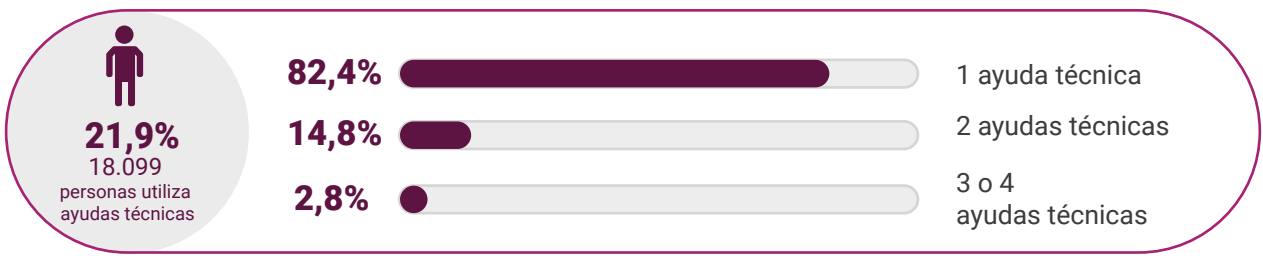 21,9%
18.099
personas utiliza
ayudas técnicas
82,4%
1 ayuda técnica
14,8%
2 ayudas técnicas
2,8%
3 o 4
ayudas técnicas